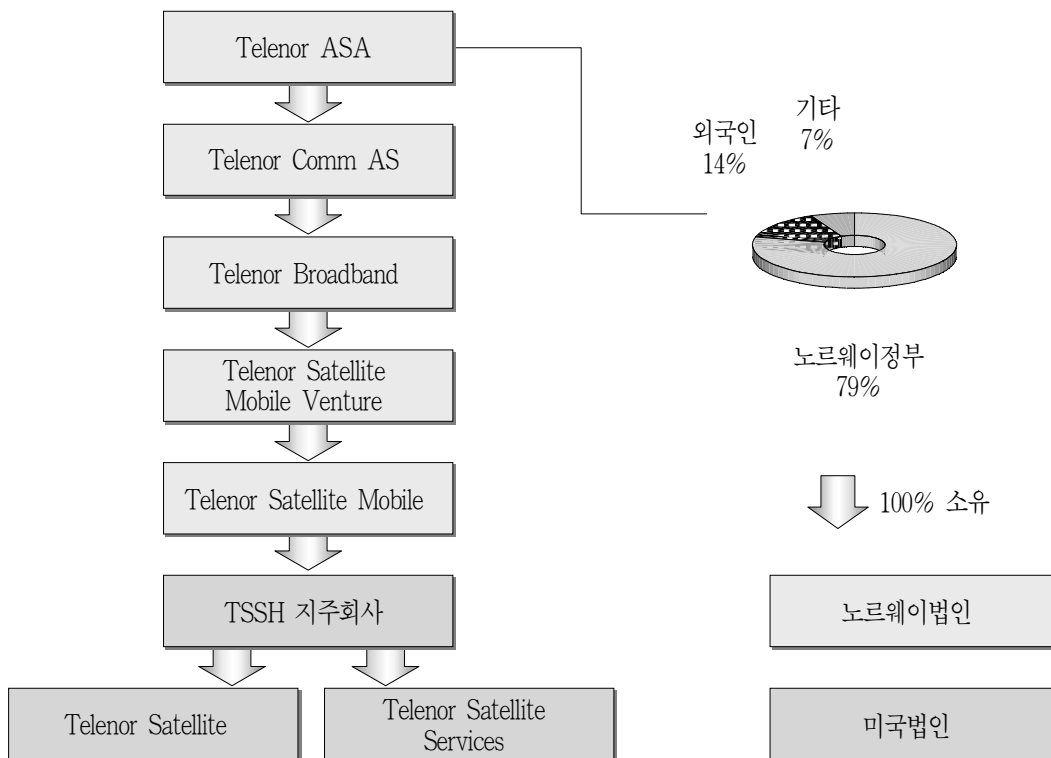 Telenor ASA
Telenor Comm AS
Telenor Broadband
Telenor Satellite
Mobile Venture
Telenor Satellite Mobile
TSSH 지주회사
Telenor Satellite
Telenor Satellite
Services
외국인
14%
기타
7%
노르웨이정부
79%
100% 소유
노르웨이법인
미국법인